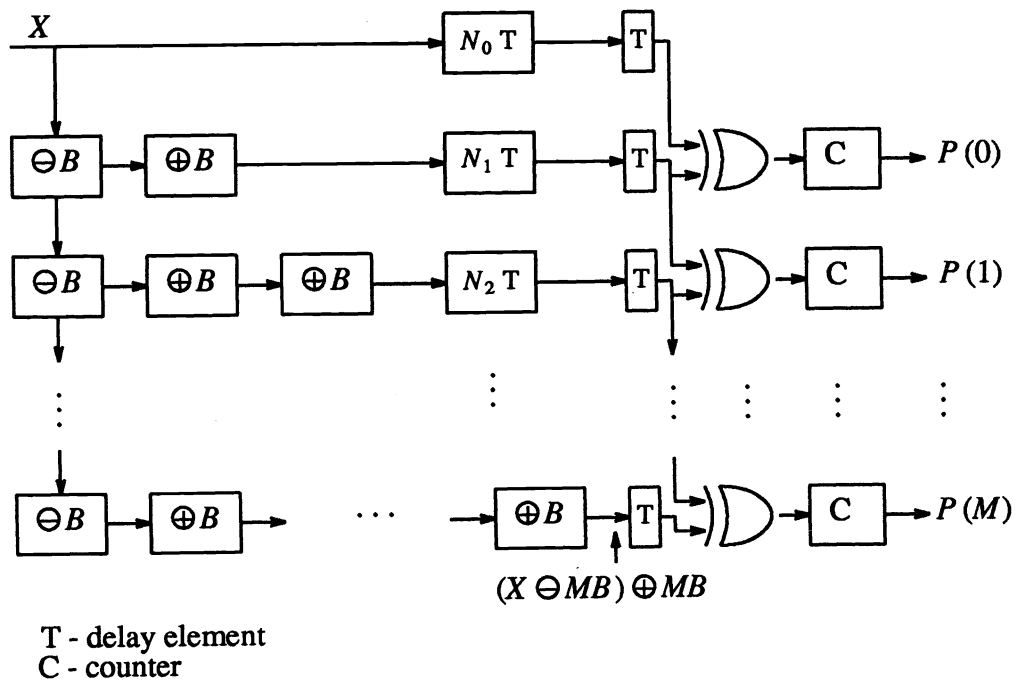 X
N₀ T
T
⊖B
⊕B
N₁ T
T
C
P (0)
⊖B
⊕B
⊕B
N₂ T
T
C
P (1)
⊖B
⊕B
⊕B
T
C
P (M)
(X ⊖ MB) ⊕ MB
T - delay element
C - counter